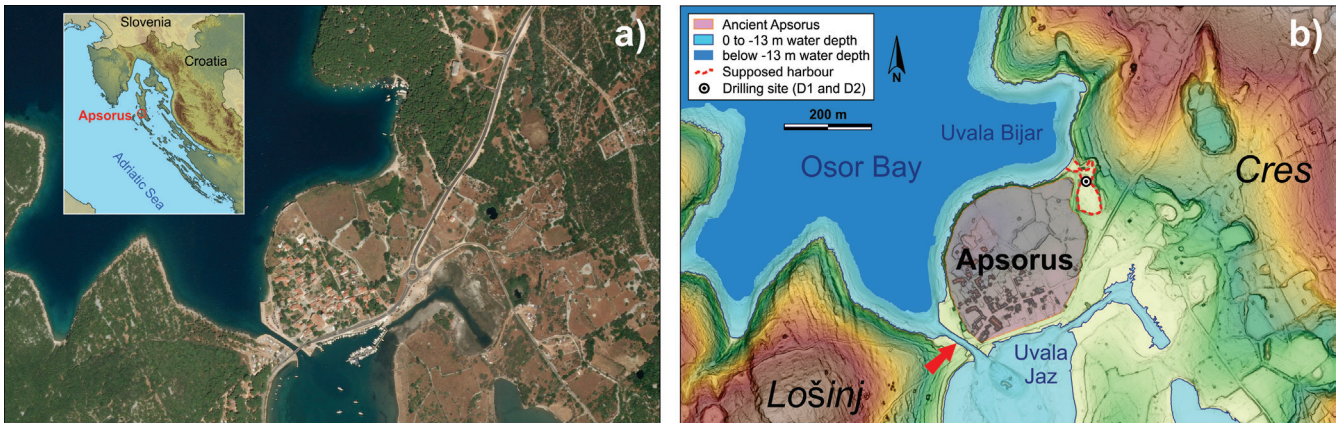 Slovenia
Croatia
Apsorus
Adriatic Sea
a)
Ancient Apsorus
0 to -13 m water depth
below -13 m water depth
Supposed harbour
Drilling site (D1 and D2)
N
200 m
b)
Uvala Bijar
Osor Bay
Cres
Apsorus
Uvala
Jaz
Lošinj